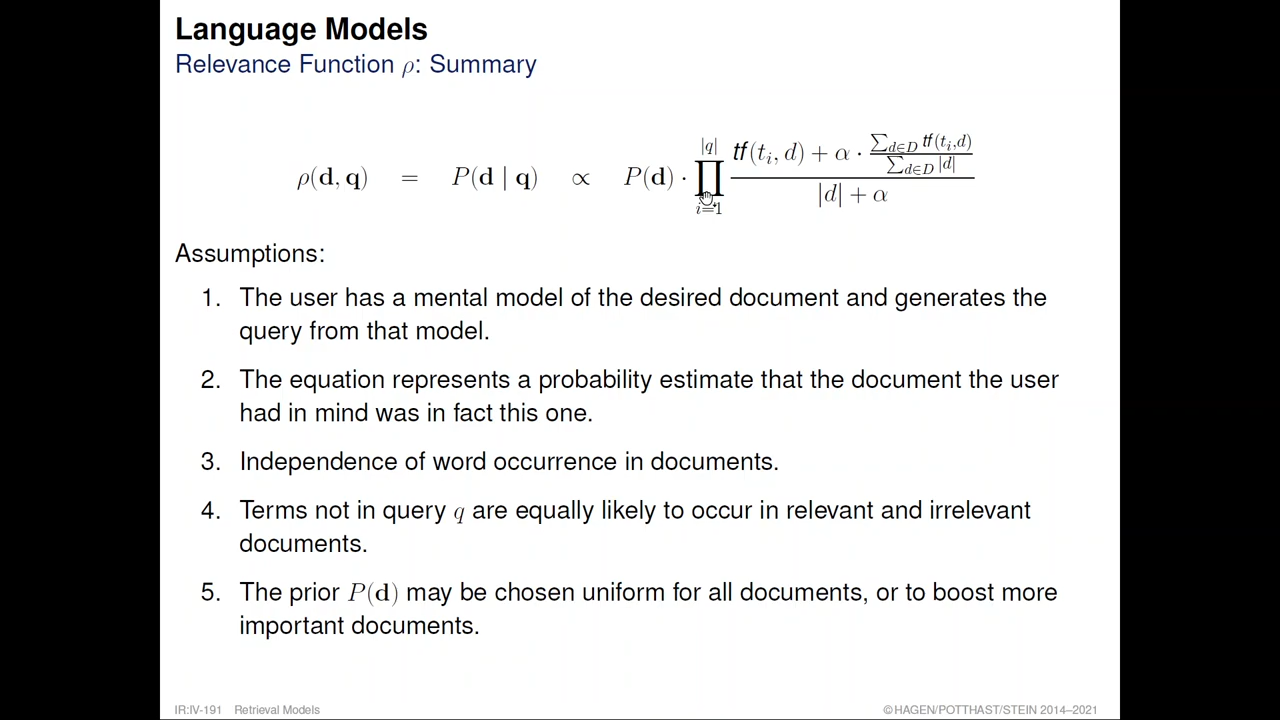 Language Models
Relevance Function ρ: Summary
ρ(d, q) = P(d | q) ∝ P(d) · ∏_{i=1}^{|q|} \frac{tf(t_i, d) + α · \frac{∑_{d∈D} tf(t_i,d)}{∑_{d∈D} |d|}}{|d| + α}
Assumptions:
1. The user has a mental model of the desired document and generates the
query from that model.
2. The equation represents a probability estimate that the document the user
had in mind was in fact this one.
3. Independence of word occurrence in documents.
4. Terms not in query q are equally likely to occur in relevant and irrelevant
documents.
5. The prior P(d) may be chosen uniform for all documents, or to boost more
important documents.
IR:IV-191 Retrieval Models © HAGEN/POTTHAST/STEIN 2014–2021